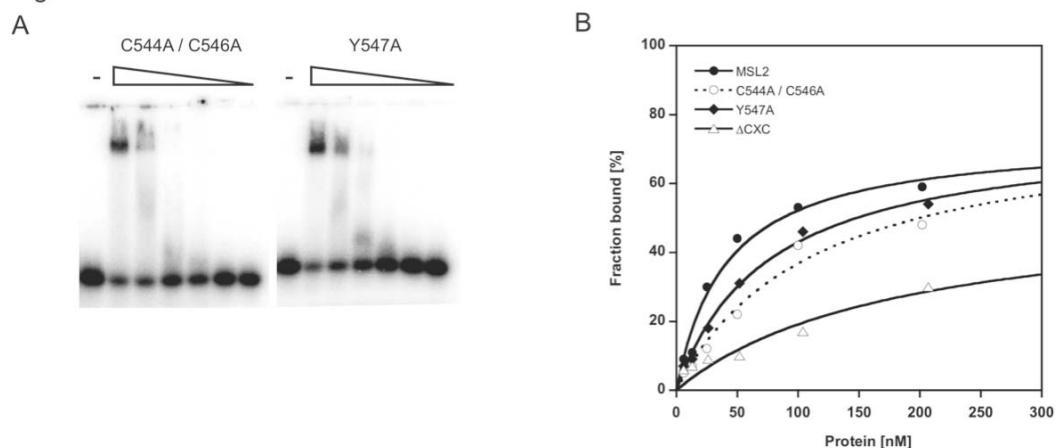 A
C544A / C546A
Y547A
-
-
B
100
80
60
40
20
0
Fraction bound [%]
MSL2
C544A / C546A
Y547A
ΔCXC
0
50
100
150
200
250
300
Protein [nM]